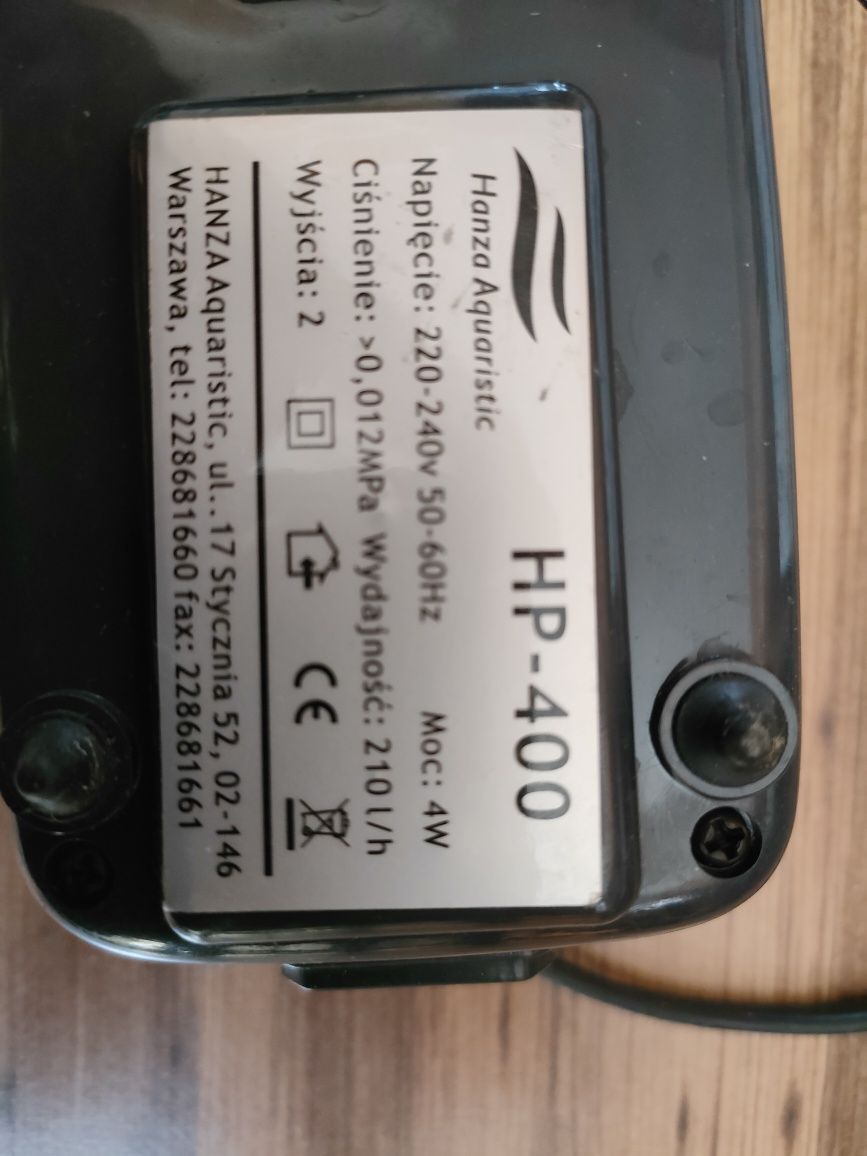 Hanza Aquaristic
HP-400
Napięcie: 220-240v 50-60Hz Moc: 4W
Ciśnienie: >0,012MPa Wydajność: 210l/h
Wyjścia: 2 CE
HANZA Aquaristic, ul..17 Stycznia 52, 02-146
Warszawa, tel: 228681660 fax: 228681661